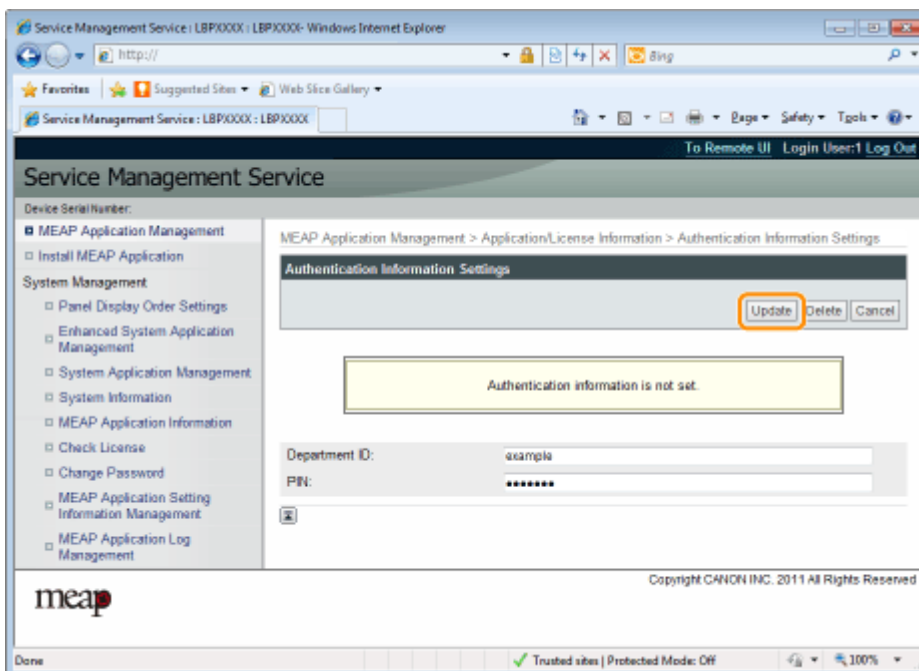 Service Management Service : LBPXXXX : LBPXXXX- Windows Internet Explorer
http://
Bing
Favorites Suggested Sites Web Slice Gallery
Service Management Service : LBPXXXX : LBPXXXX
Page Safety Tools
To Remote UI Login User:1 Log Out
Service Management Service
Device Serial Number:
MEAP Application Management
Install MEAP Application
System Management
Panel Display Order Settings
Enhanced System Application
Management
System Application Management
System Information
MEAP Application Information
Check License
Change Password
MEAP Application Setting
Information Management
MEAP Application Log
Management
MEAP Application Management > Application/License Information > Authentication Information Settings
Authentication Information Settings
Update Delete Cancel
Authentication information is not set.
Department ID: example
PIN: •••••••
Copyright CANON INC. 2011 All Rights Reserved
meap
Done Trusted sites | Protected Mode: Off 100%